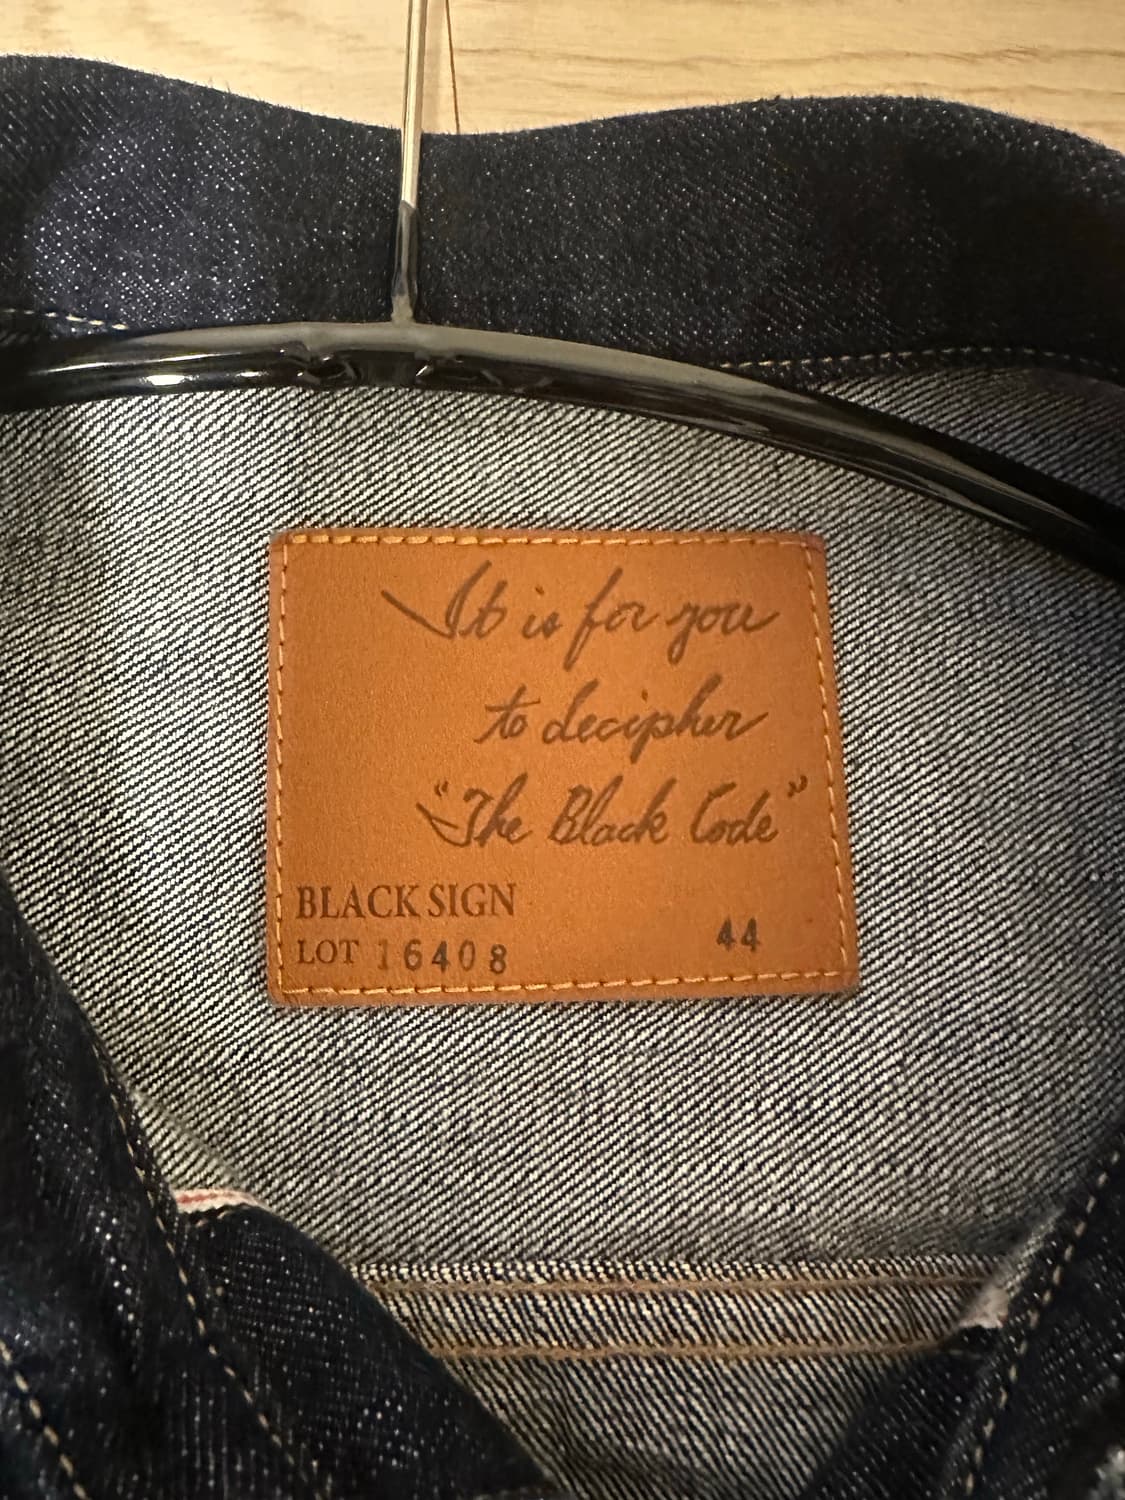 It is for you
to decipher
"The Black Code"
BLACK SIGN
LOT 16408 44